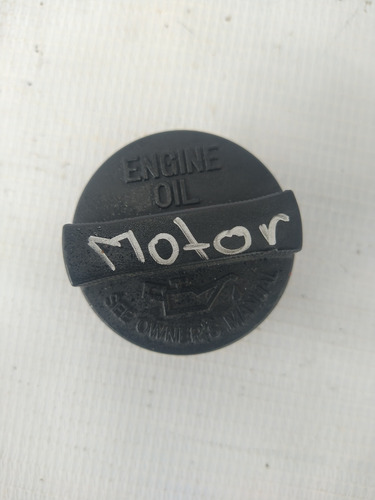 ENGINE
OIL
Motor
SEE OWNER'S MANUAL